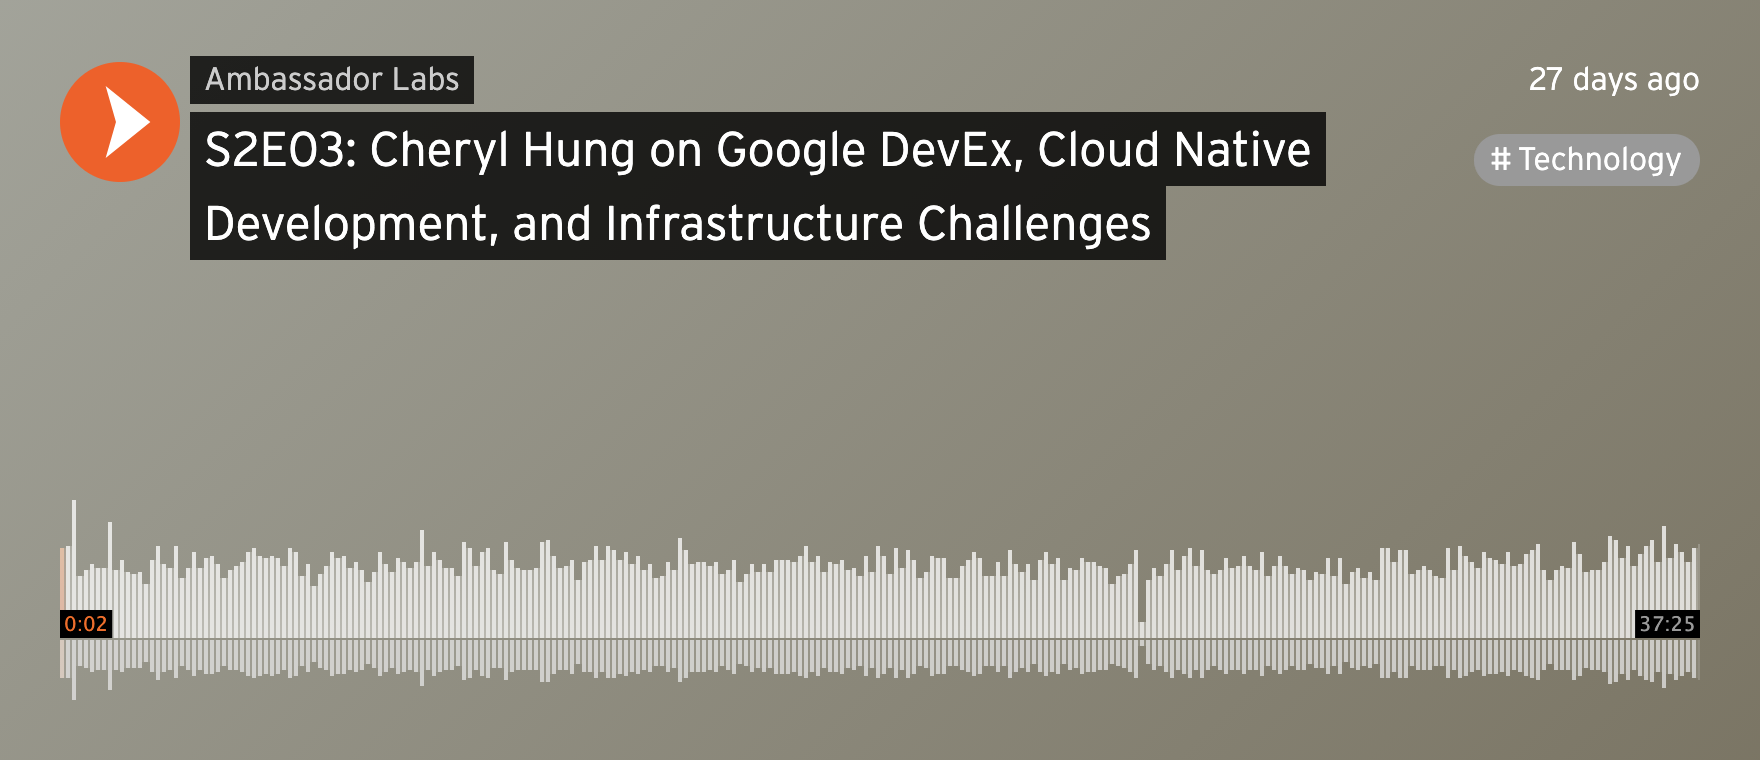 Ambassador Labs
27 days ago
S2E03: Cheryl Hung on Google DevEx, Cloud Native
Development, and Infrastructure Challenges
# Technology
0:02
37:25